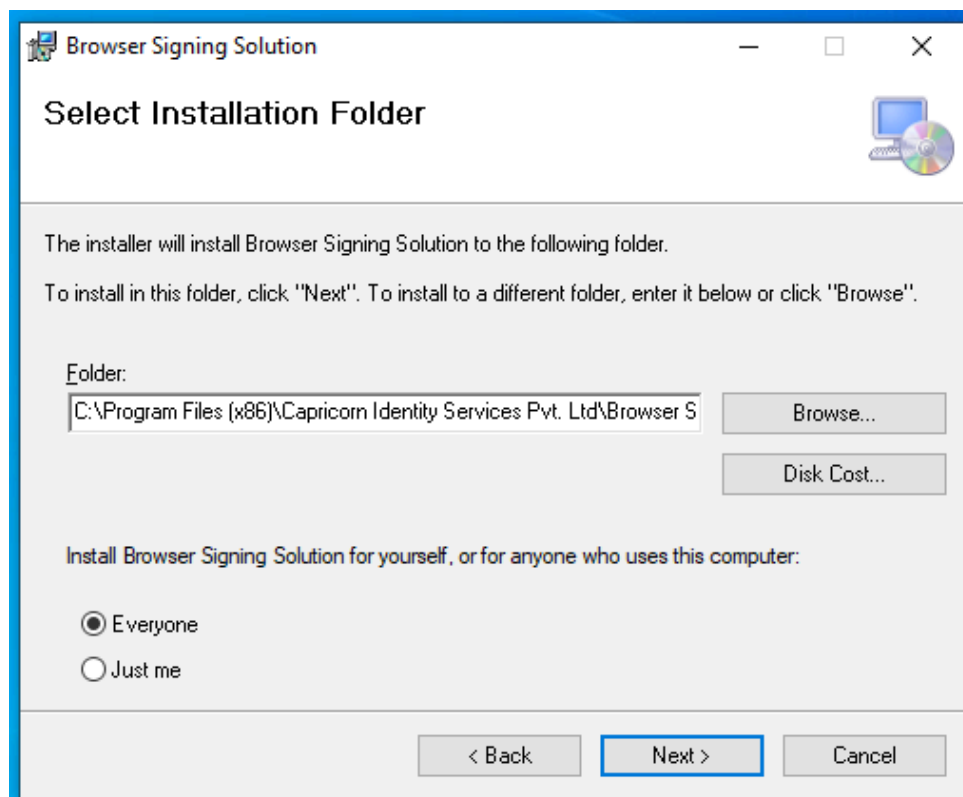 Browser Signing Solution
Select Installation Folder
The installer will install Browser Signing Solution to the following folder.
To install in this folder, click "Next". To install to a different folder, enter it below or click "Browse".
Folder:
C:\Program Files (x86)\Capricorn Identity Services Pvt. Ltd\Browser S
Browse...
Disk Cost...
Install Browser Signing Solution for yourself, or for anyone who uses this computer:
Everyone
Just me
< Back
Next >
Cancel